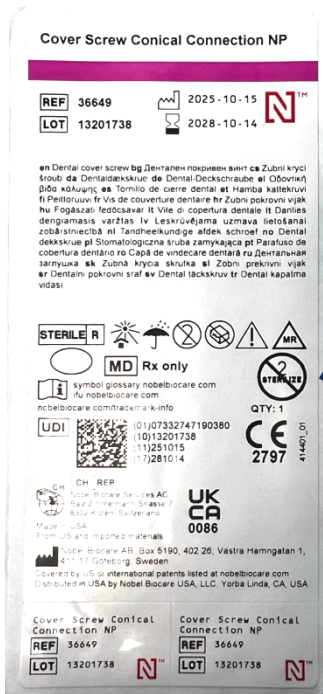 Cover Screw Conical Connection NP
REF 36649 2025-10-15 N™
LOT 13201738 2028-10-14
en Dental cover screw bg Дентален покривен винт cs Zubní krycí
šroub da Dentaldækskrue de Dental-Deckschraube el Οδοντική
βίδα κάλυψης es Tornillo de cierre dental et Hamba kattekruvi
fi Peiteruuvi fr Vis de couverture dentaire hr Zubni pokrovni vijak
hu Fogászati fedőcsavar it Vite di copertura dentale lt Danties
dengiamasis varžtas lv Leskrūvējama uzmava lietošanai
zobārstniecībā nl Tandheelkundige afdek schroef no Dental
dekkskrue pl Stomatologiczna śruba zamykająca pt Parafuso de
cobertura dentário ro Capă de vindecare dentară ru Дентальная
заглушка sk Zubná krycia skrutka sl Zobni prekrivni vijak
sr Dentalni pokrovni sraf sv Dental täckskruv tr Dental kapatma
vidası
STERILE R MR
MD Rx only
2 STERILIZE
symbol glossary nobelbiocare.com
ifu nobelbiocare.com
nobelbiocare.com/trademark-info
QTY: 1
UDI
(01)07332747190380
(10)13201738
(11)251015
(17)281014
CE
2797
414401_01
CH CH REP
Nobel Biocare Services AG
Balz Zimmermann-Strasse 7
8302 Kloten, Switzerland
UK
CA
0086
Made in USA
From US and imported materials
Nobel Biocare AB, Box 5190, 402 26, Västra Hamngatan 1,
411 17 Göteborg, Sweden
Covered by US or international patents listed at nobelbiocare.com
Distributed in USA by Nobel Biocare USA, LLC, Yorba Linda, CA, USA
Cover Screw Conical
Connection NP
REF 36649
LOT 13201738 N™
Cover Screw Conical
Connection NP
REF 36649
LOT 13201738 N™